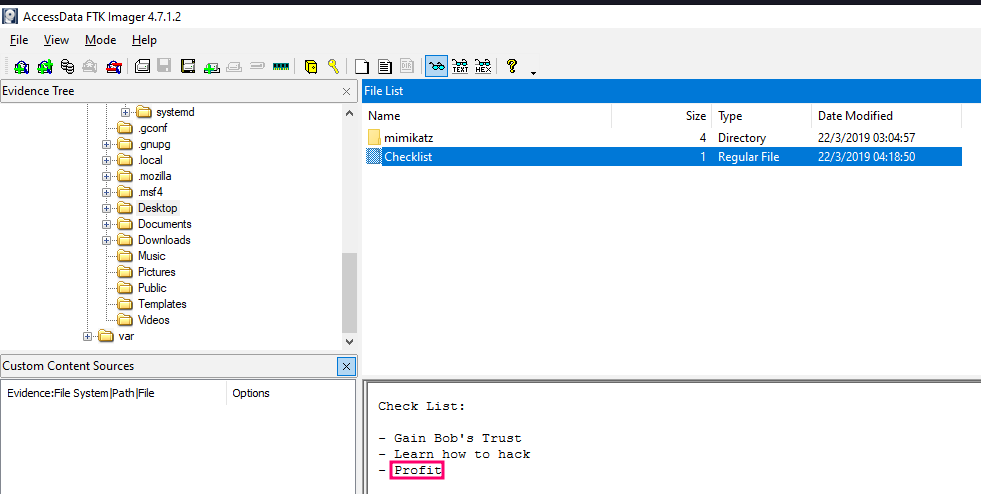 AccessData FTK Imager 4.7.1.2
File View Mode Help
TEXT HEX
Evidence Tree
systemd
.gconf
.gnupg
.local
.mozilla
.msf4
Desktop
Documents
Downloads
Music
Pictures
Public
Templates
Videos
var
Custom Content Sources
Evidence:File System|Path|File Options
File List
Name Size Type Date Modified
mimikatz 4 Directory 22/3/2019 03:04:57
Checklist 1 Regular File 22/3/2019 04:18:50
Check List:
- Gain Bob's Trust
- Learn how to hack
- Profit